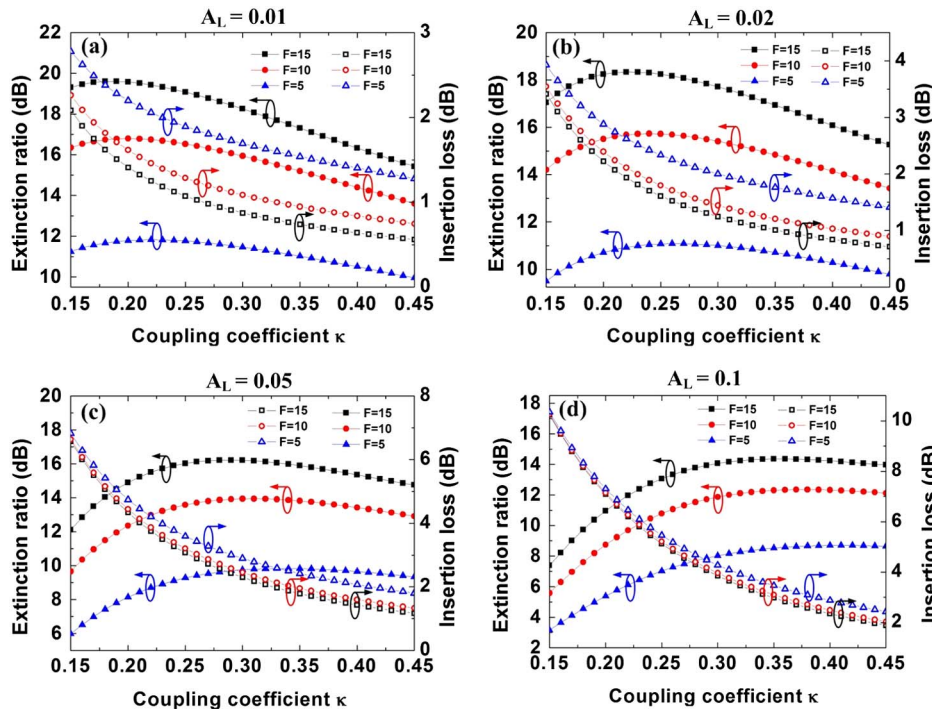 A_L = 0.01
(a)
F=15 F=15
F=10 F=10
F=5 F=5
Extinction ratio (dB)
22
20
18
16
14
12
10
Insertion loss (dB)
3
2
1
0
0.15 0.20 0.25 0.30 0.35 0.40 0.45
Coupling coefficient κ
A_L = 0.02
(b)
F=15 F=15
F=10 F=10
F=5 F=5
Extinction ratio (dB)
20
18
16
14
12
10
Insertion loss (dB)
4
3
2
1
0
0.15 0.20 0.25 0.30 0.35 0.40 0.45
Coupling coefficient κ
A_L = 0.05
(c)
F=15 F=15
F=10 F=10
F=5 F=5
Extinction ratio (dB)
20
18
16
14
12
10
8
6
Insertion loss (dB)
8
6
4
2
0
0.15 0.20 0.25 0.30 0.35 0.40 0.45
Coupling coefficient κ
A_L = 0.1
(d)
F=15 F=15
F=10 F=10
F=5 F=5
Extinction ratio (dB)
18
16
14
12
10
8
6
4
2
Insertion loss (dB)
10
8
6
4
2
0.15 0.20 0.25 0.30 0.35 0.40 0.45
Coupling coefficient κ